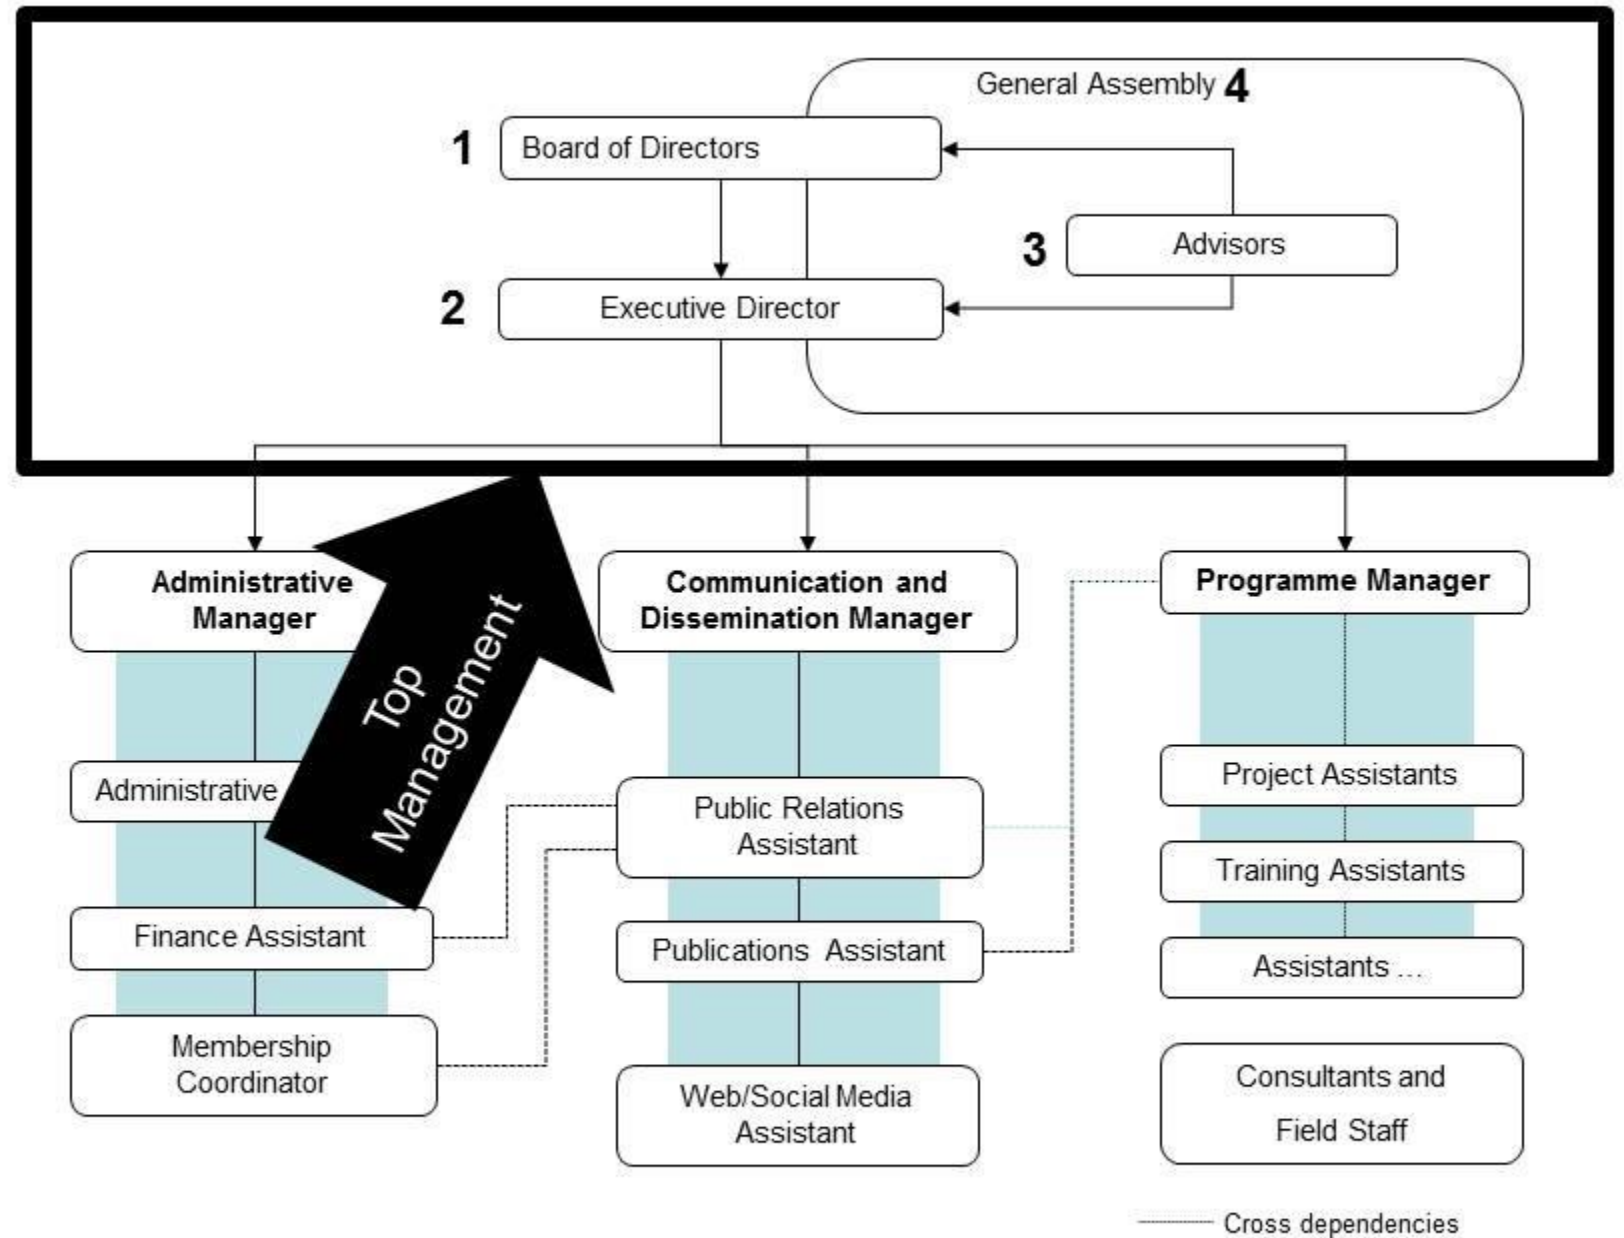 General Assembly 4
1 Board of Directors
3 Advisors
2 Executive Director
Administrative
Manager
Communication and
Dissemination Manager
Programme Manager
Top
Management
Administrative
Finance Assistant
Membership
Coordinator
Public Relations
Assistant
Publications Assistant
Web/Social Media
Assistant
Project Assistants
Training Assistants
Assistants ...
Consultants and
Field Staff
Cross dependencies